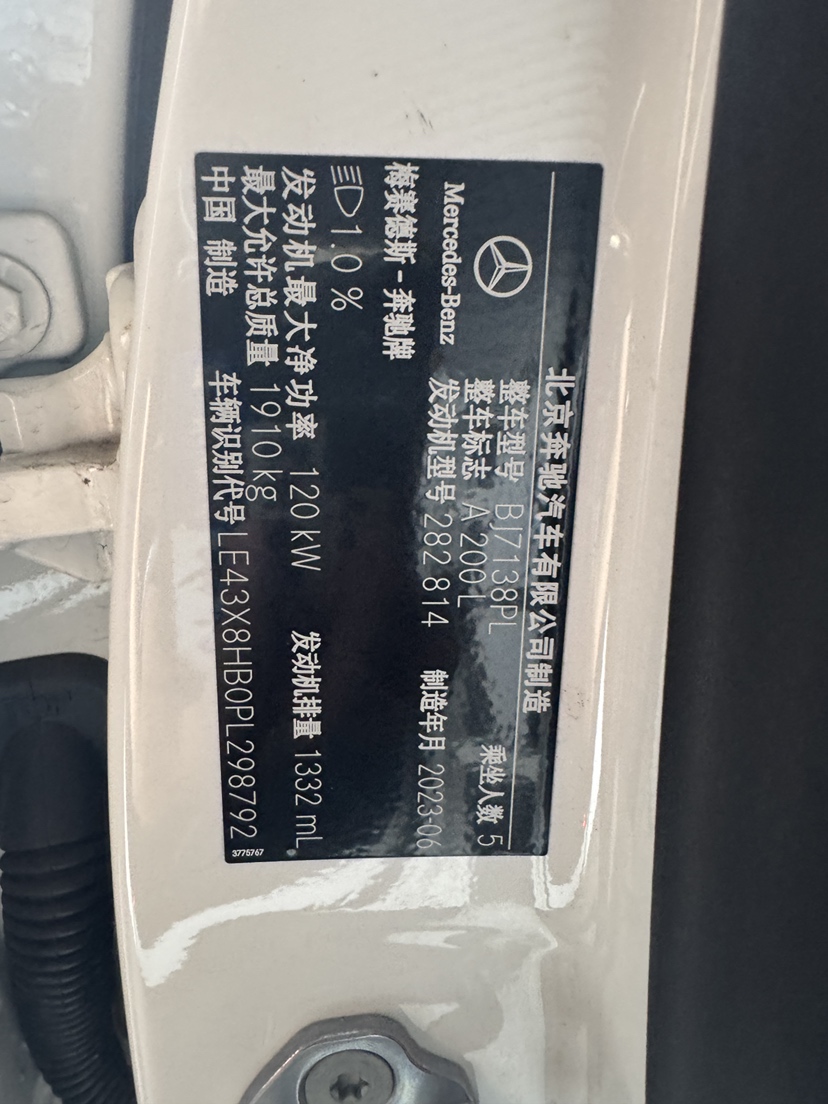 北京奔驰汽车有限公司制造
Mercedes-Benz
整车型号 BJ7138PL
整车标志 A 200 L 乘坐人数 5
发动机型号 282 814 制造年月 2023-06
梅赛德斯-奔驰牌
1.0 %
发动机最大净功率 120 kW 发动机排量 1332 mL
最大允许总质量 1910 kg
中国 制造 车辆识别代号 LE43X8HB0PL298792
3775767